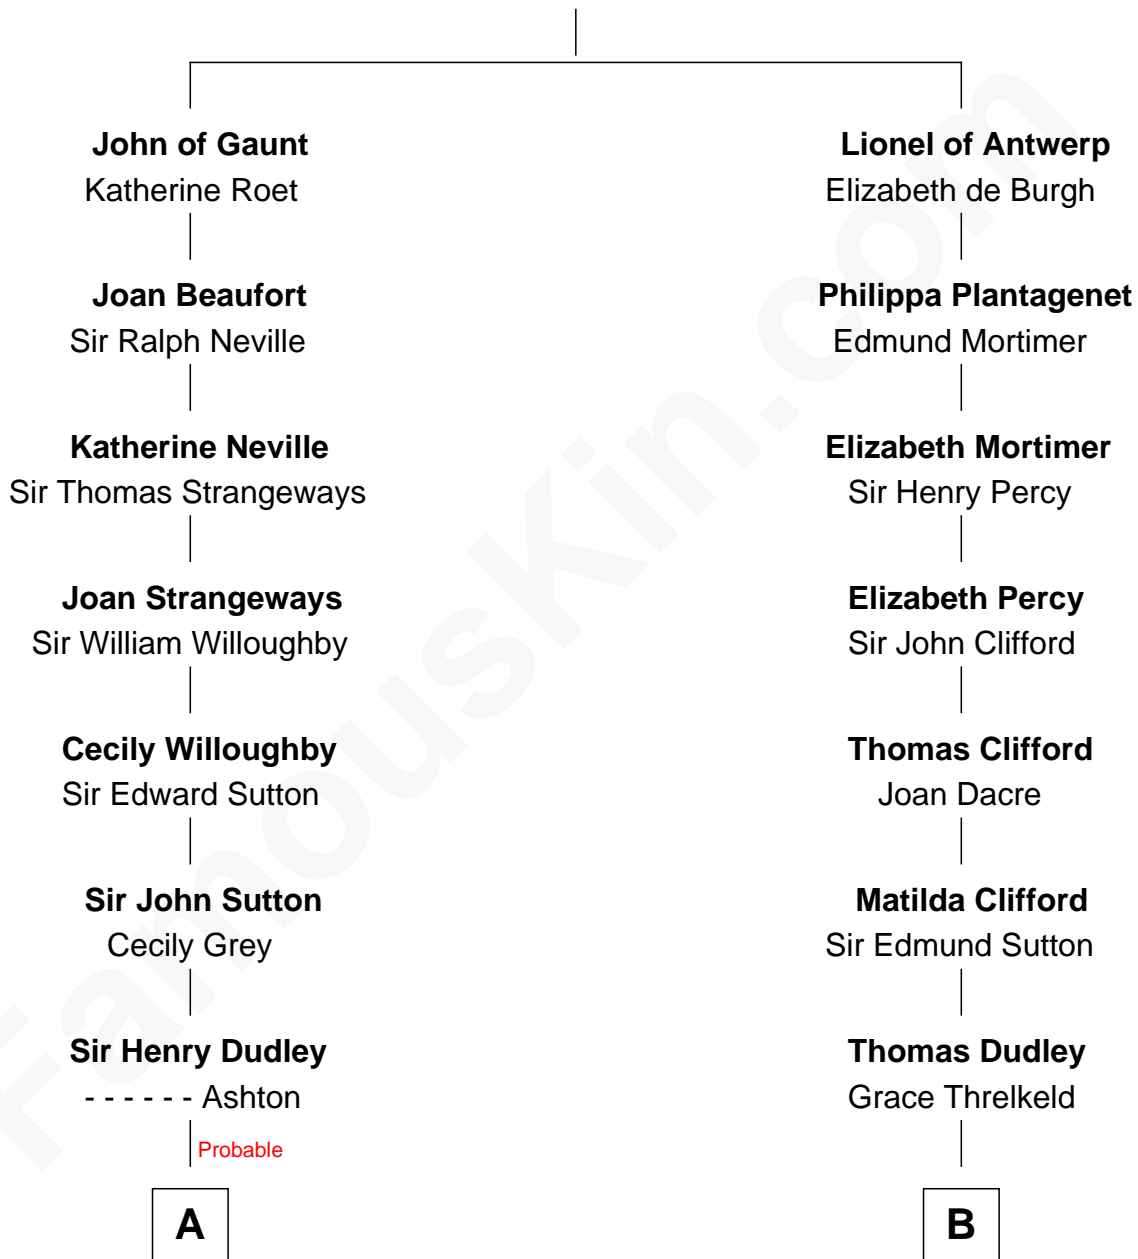 John of Gaunt
Katherine Roet
Joan Beaufort
Sir Ralph Neville
Katherine Neville
Sir Thomas Strangeways
Joan Strangeways
Sir William Willoughby
Cecily Willoughby
Sir Edward Sutton
Sir John Sutton
Cecily Grey
Sir Henry Dudley
- - - - - - Ashton
Probable
A
Lionel of Antwerp
Elizabeth de Burgh
Philippa Plantagenet
Edmund Mortimer
Elizabeth Mortimer
Sir Henry Percy
Elizabeth Percy
Sir John Clifford
Thomas Clifford
Joan Dacre
Matilda Clifford
Sir Edmund Sutton
Thomas Dudley
Grace Threlkeld
B
FamousKin.com